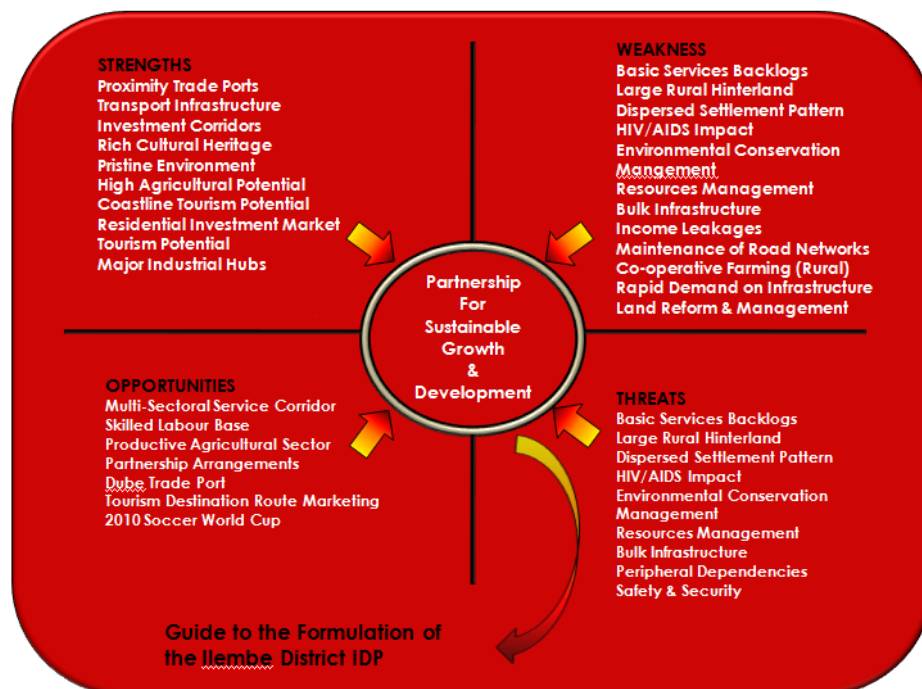 STRENGTHS
Proximity Trade Ports
Transport Infrastructure
Investment Corridors
Rich Cultural Heritage
Pristine Environment
High Agricultural Potential
Coastline Tourism Potential
Residential Investment Market
Tourism Potential
Major Industrial Hubs
WEAKNESS
Basic Services Backlogs
Large Rural Hinterland
Dispersed Settlement Pattern
HIV/AIDS Impact
Environmental Conservation
Mangement
Resources Management
Bulk Infrastructure
Income Leakages
Maintenance of Road Networks
Co-operative Farming (Rural)
Rapid Demand on Infrastructure
Land Reform & Management
Partnership
For
Sustainable
Growth
&
Development
OPPORTUNITIES
Multi-Sectoral Service Corridor
Skilled Labour Base
Productive Agricultural Sector
Partnership Arrangements
Dube Trade Port
Tourism Destination Route Marketing
2010 Soccer World Cup
THREATS
Basic Services Backlogs
Large Rural Hinterland
Dispersed Settlement Pattern
HIV/AIDS Impact
Environmental Conservation
Management
Resources Management
Bulk Infrastructure
Peripheral Dependencies
Safety & Security
Guide to the Formulation of
the Ilembe District IDP